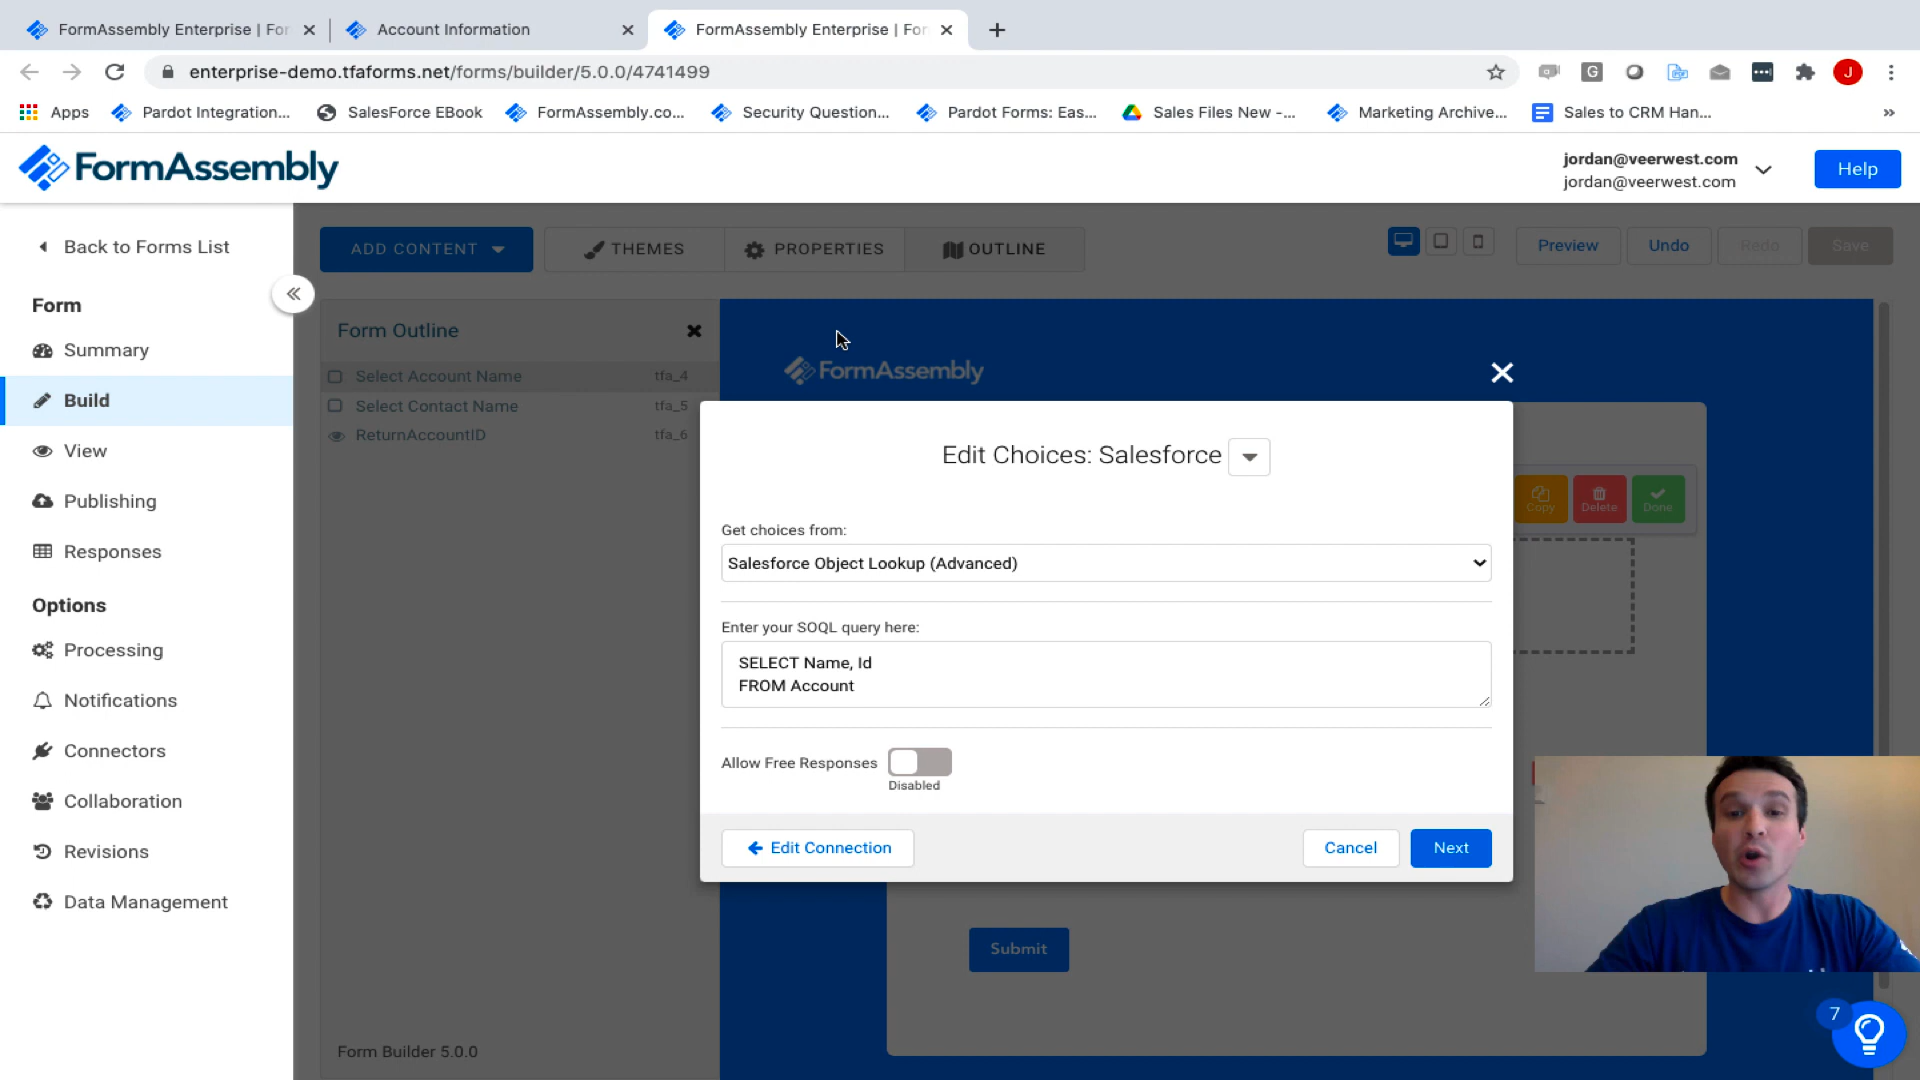 FormAssembly Enterprise | For
Account Information
FormAssembly Enterprise | For
enterprise-demo.tfaforms.net/forms/builder/5.0.0/4741499
G
J
Apps
Pardot Integration...
SalesForce EBook
FormAssembly.co...
Security Question...
Pardot Forms: Eas...
Sales Files New -...
Marketing Archive...
Sales to CRM Han...
»
FormAssembly
jordan@veerwest.com
jordan@veerwest.com
Help
Back to Forms List
ADD CONTENT
THEMES
PROPERTIES
OUTLINE
Preview
Undo
Redo
Save
Form
Summary
Build
View
Publishing
Responses
Options
Processing
Notifications
Connectors
Collaboration
Revisions
Data Management
Form Outline
Select Account Name tfa_4
Select Contact Name tfa_5
ReturnAccountID tfa_6
FormAssembly
Copy
Delete
Done
Edit Choices: Salesforce
Get choices from:
Salesforce Object Lookup (Advanced)
Enter your SOQL query here:
SELECT Name, Id
FROM Account
Allow Free Responses
Disabled
Edit Connection
Cancel
Next
Submit
Form Builder 5.0.0
7